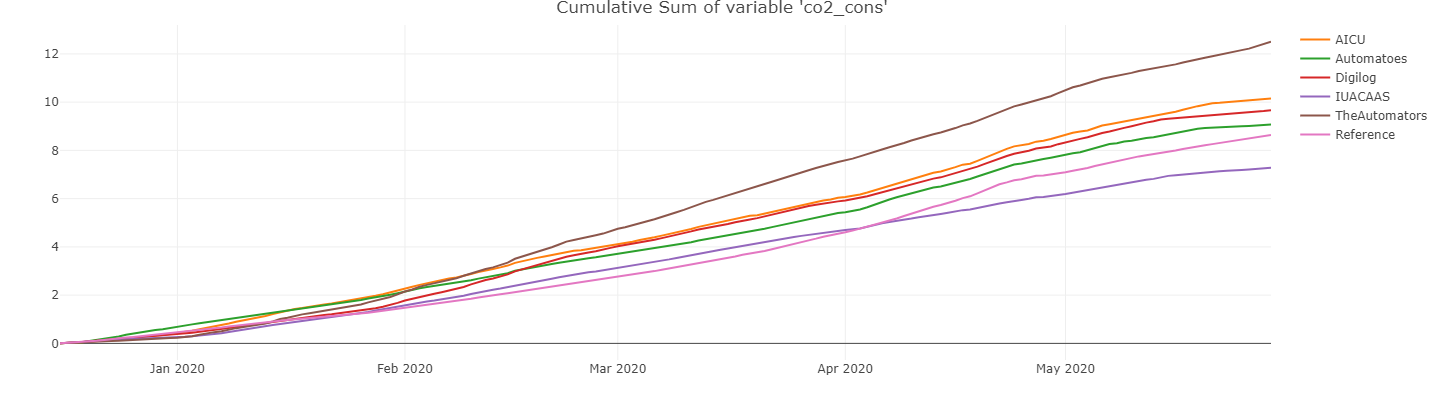 Cumulative Sum of variable 'co2_cons'
12
10
8
6
4
2
0
Jan 2020
Feb 2020
Mar 2020
Apr 2020
May 2020
AICU
Automatoes
Digilog
IUACAAS
TheAutomators
Reference